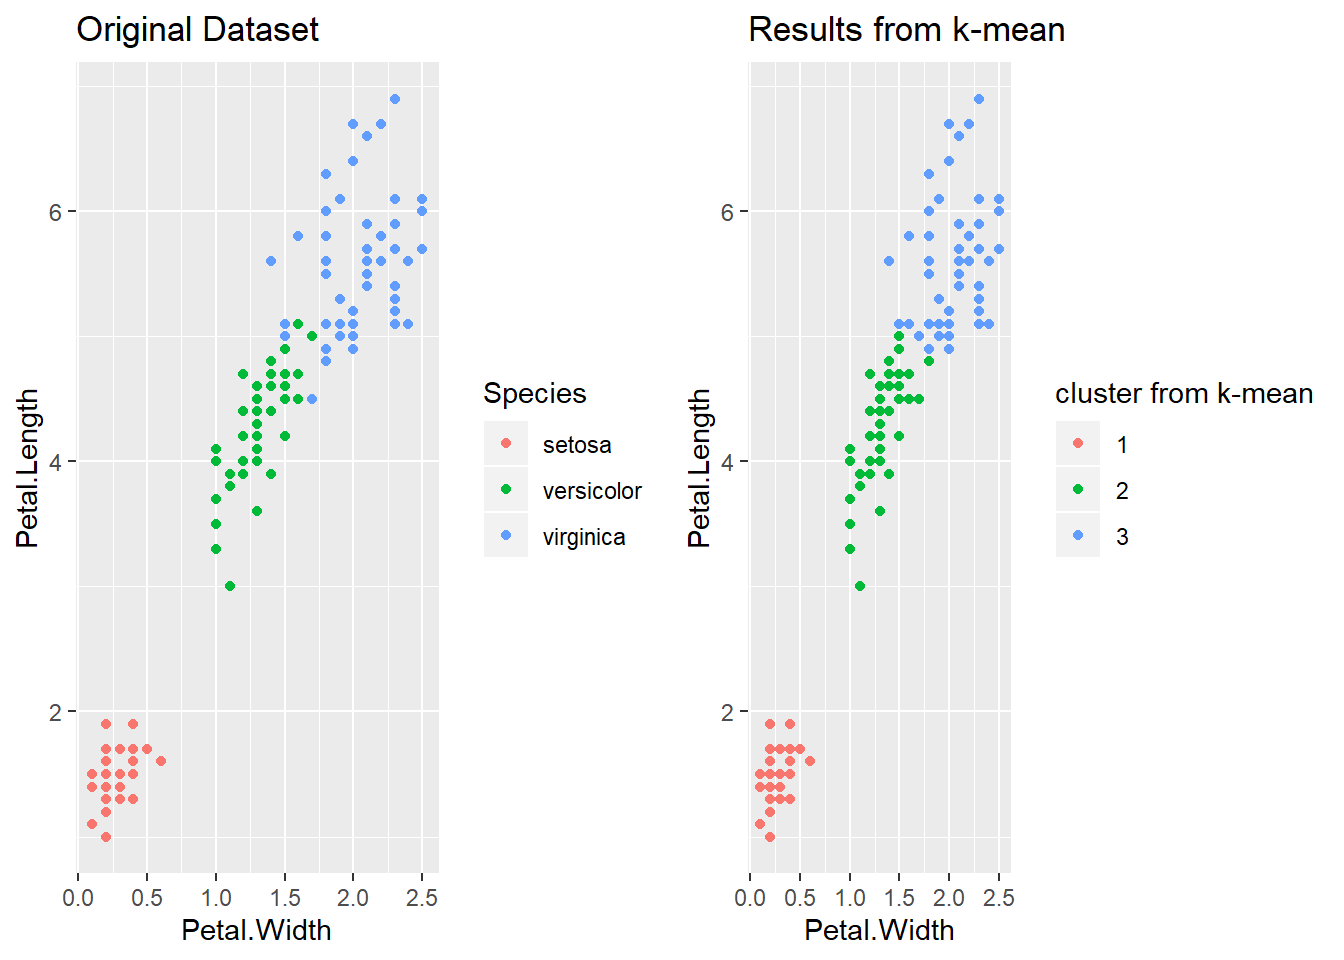 Original Dataset
Petal.Length
6
4
2
0.0 0.5 1.0 1.5 2.0 2.5
Petal.Width
Species
setosa
versicolor
virginica
Results from k-mean
Petal.Length
6
4
2
0.0 0.5 1.0 1.5 2.0 2.5
Petal.Width
cluster from k-mean
1
2
3